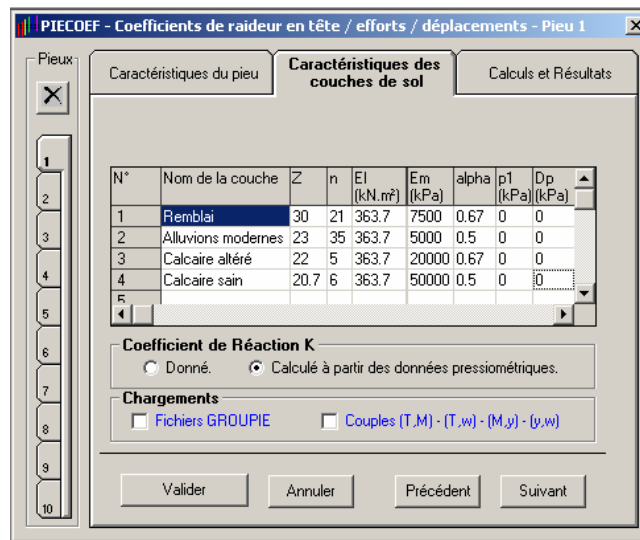 PIECOEF - Coefficients de raideur en tête / efforts / déplacements - Pieu 1
Pieux
1
2
3
4
5
6
7
8
9
10
Caractéristiques du pieu
Caractéristiques des couches de sol
Calculs et Résultats
N° Nom de la couche Z n EI (kN.m²) Em (kPa) alpha p1 (kPa) Dp (kPa)
1 Remblai 30 21 363.7 7500 0.67 0 0
2 Alluvions modernes 23 35 363.7 5000 0.5 0 0
3 Calcaire altéré 22 5 363.7 20000 0.67 0 0
4 Calcaire sain 20.7 6 363.7 50000 0.5 0 0
5
Coefficient de Réaction K
Donné. Calculé à partir des données pressiométriques.
Chargements
Fichiers GROUPIE Couples (T,M) - (T,w) - (M,y) - (y,w)
Valider Annuler Précédent Suivant